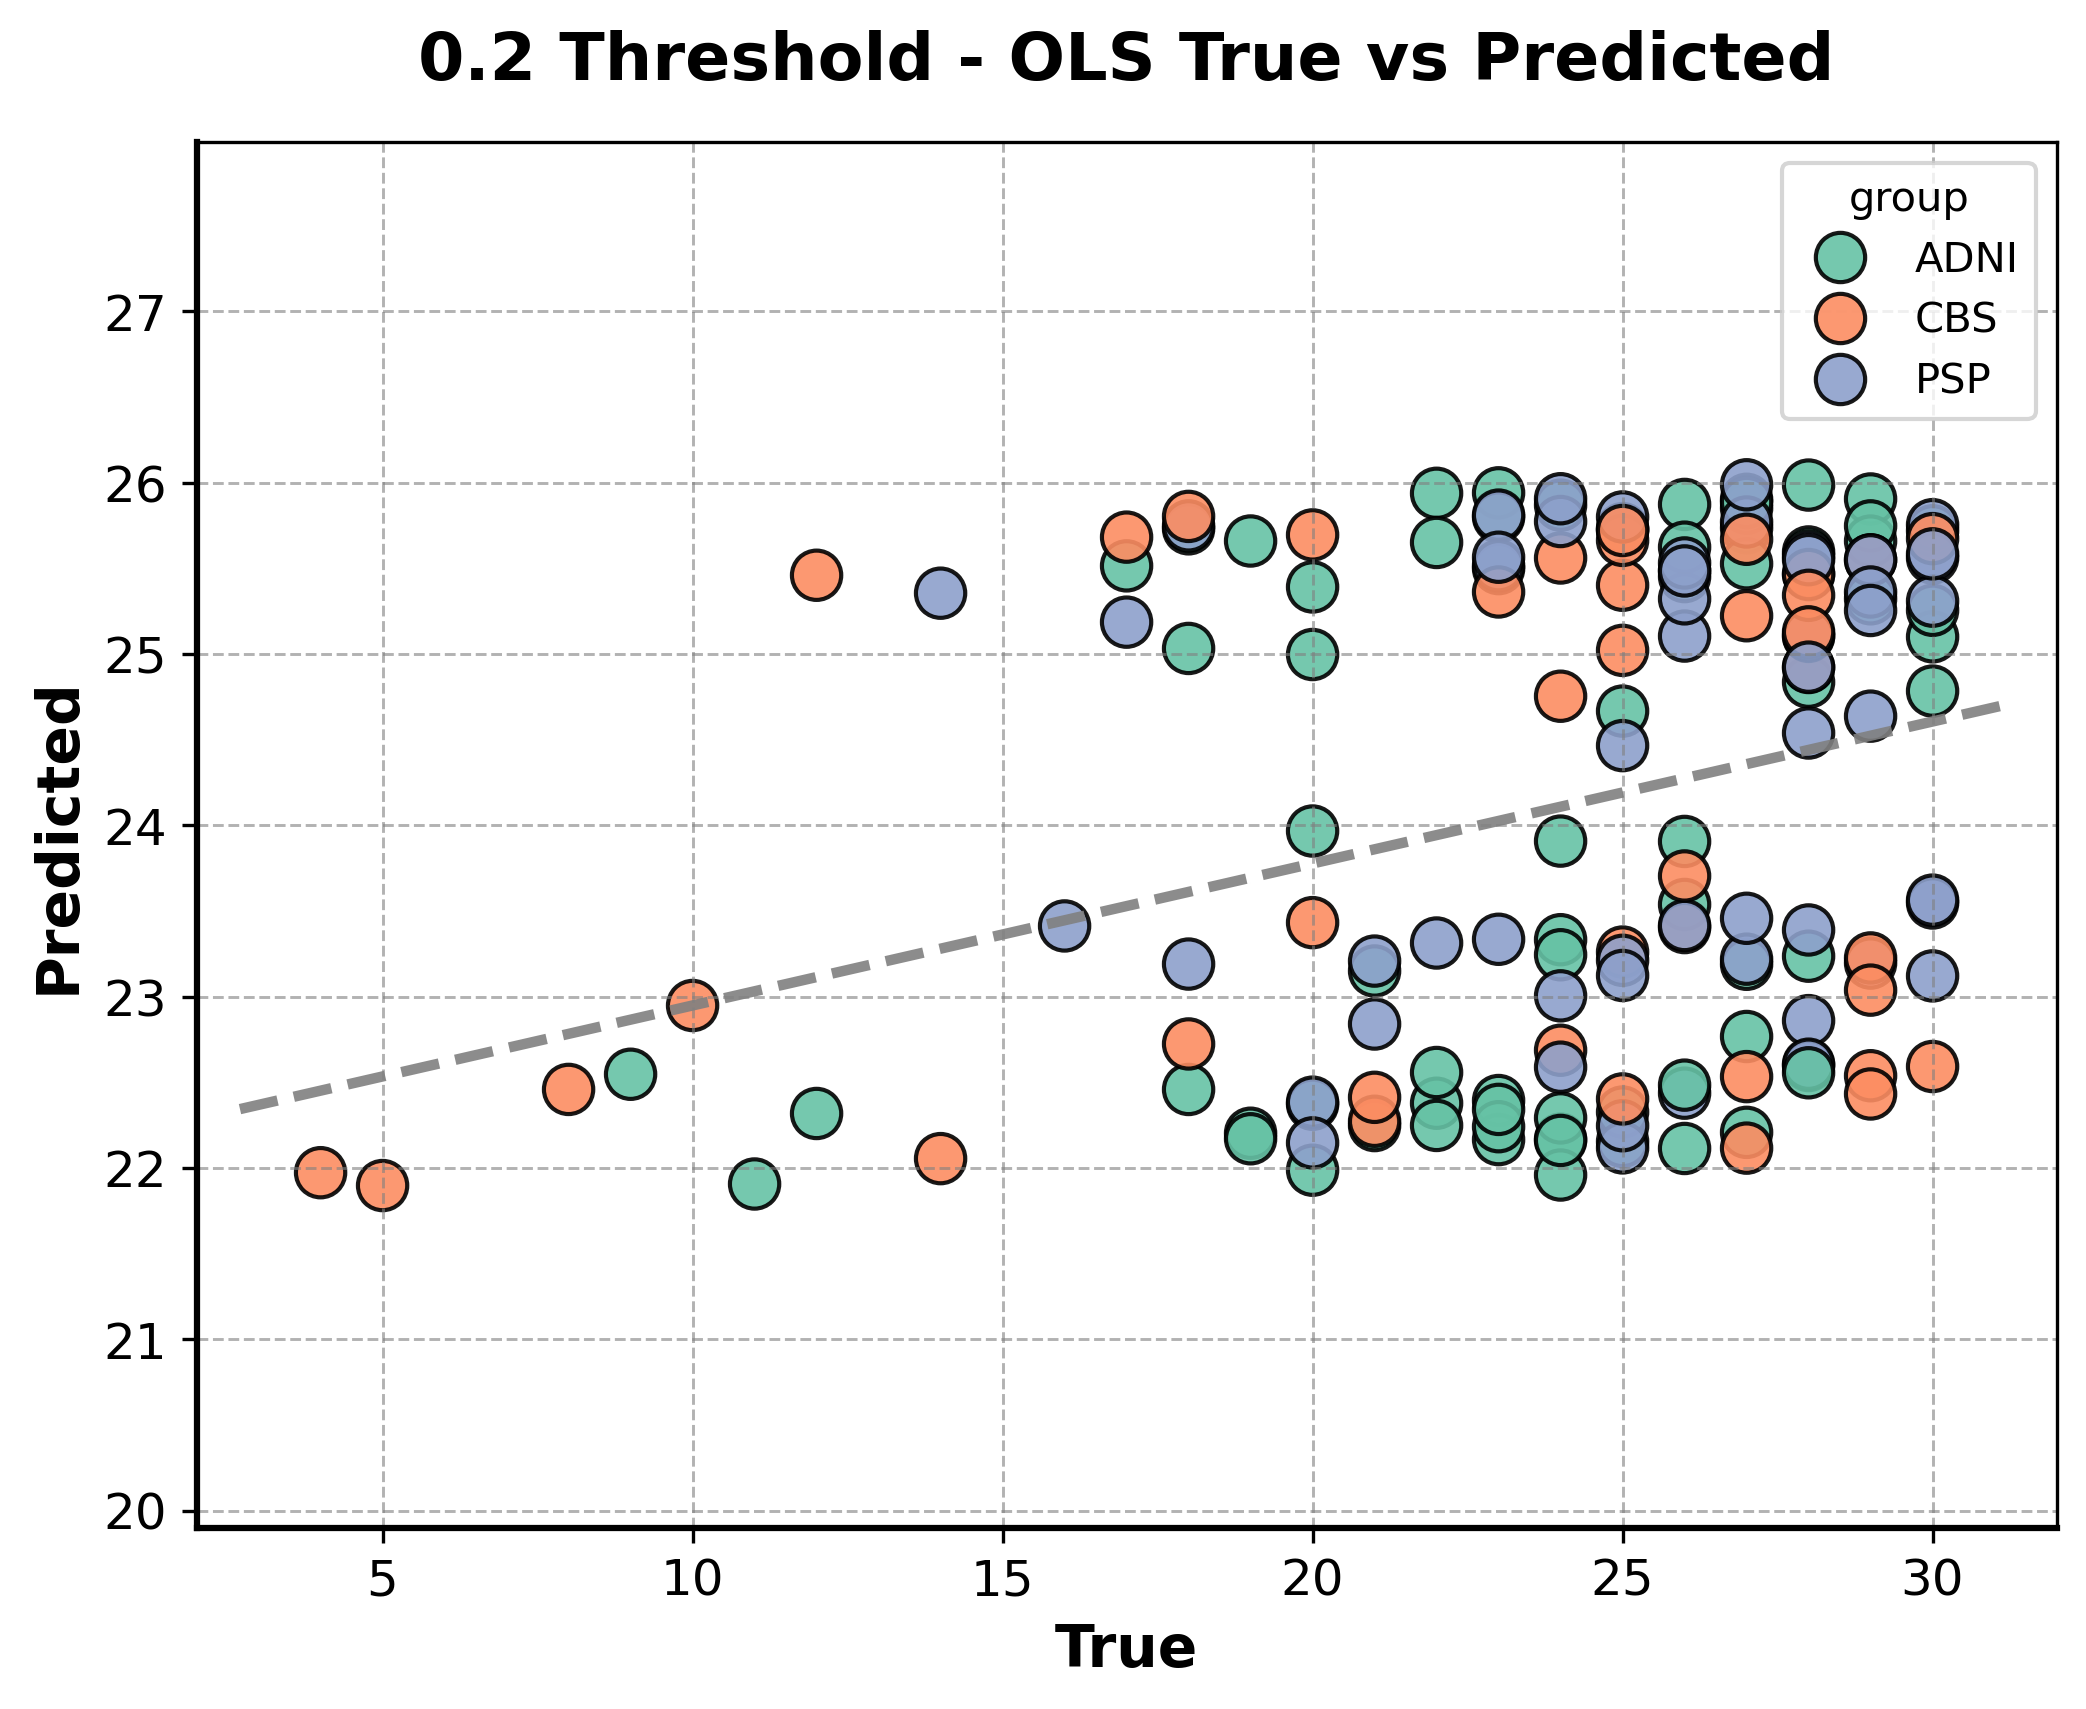 0.2 Threshold - OLS True vs Predicted
group
ADNI
CBS
PSP
27
26
25
24
23
22
21
20
Predicted
5 10 15 20 25 30
True